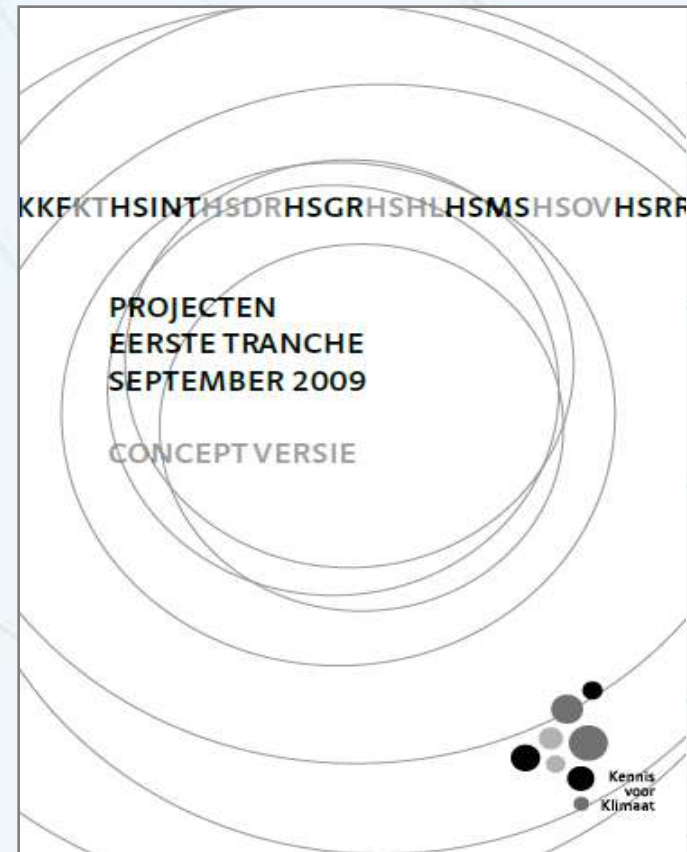 KKFKTHSINTHSDRHSGRHSHLHSMSHSOVHSRR
PROJECTEN
EERSTE TRANCHE
SEPTEMBER 2009
CONCEPT VERSIE
Kennis
voor
Klimaat